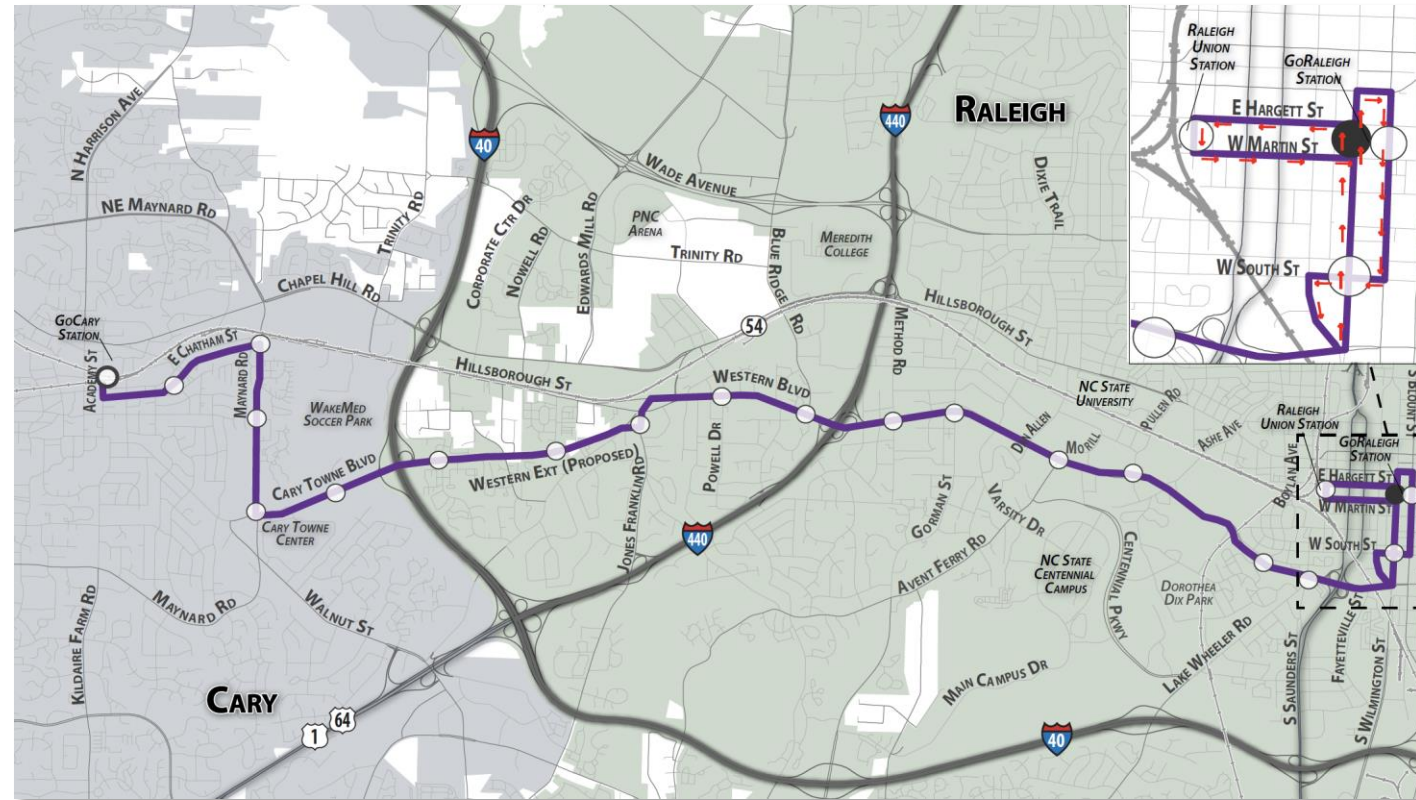 RALEIGH
UNION
STATION
GORALEIGH
STATION
E HARGETT ST
W MARTIN ST
W SOUTH ST
N HARRISON AVE
40
440
RALEIGH
WADE AVENUE
DIXIE TRAIL
NE MAYNARD RD
TRINITY RD
CORPORATE CTR DR
NOWELL RD
EDWARDS MILL RD
PNC
ARENA
TRINITY RD
BLUE RIDGE RD
MEREDITH
COLLEGE
CHAPEL HILL RD
GOCARY
STATION
ACADEMY ST
E CHATHAM ST
MAYNARD RD
WAKEMED
SOCCER PARK
HILLSBOROUGH ST
54
METHOD RD
HILLSBOROUGH ST
WESTERN BLVD
NC STATE
UNIVERSITY
PULLEN RD
ASHE AVE
RALEIGH
UNION STATION
S BLOUNT S
GORALEIGH
STATION
BOYLAN AVE
E HARGETT ST
W MARTIN ST
W SOUTH ST
CARY TOWNE BLVD
WESTERN EXT (PROPOSED)
JONES FRANKLIN RD
POWELL DR
DAN ALLEN
MORILL
CARY TOWNE
CENTER
440
GORMAN ST
VARSITY DR
AVENT FERRY RD
NC STATE
CENTENNIAL
CAMPUS
CENTENNIAL PKWY
DOROTHEA
DIX PARK
LAKE WHEELER RD
S SAUNDERS ST
FAYETTEVILLE ST
S WILMINGTON ST
KILDAIRE FARM RD
MAYNARD RD
WALNUT ST
CARY
1
64
MAIN CAMPUS DR
40